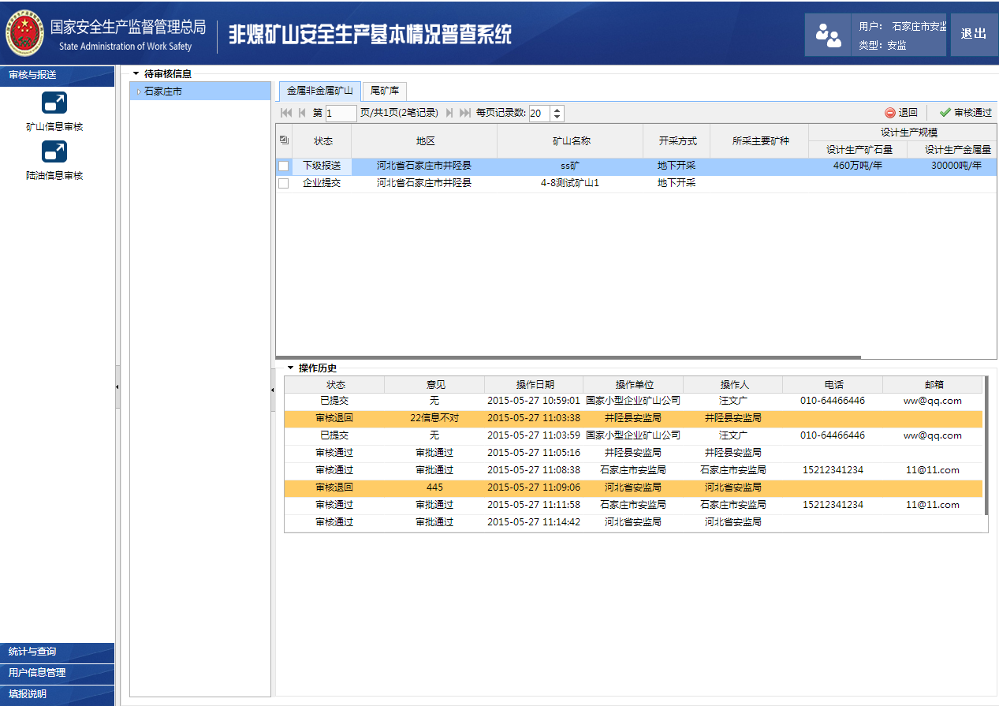 国家安全生产监督管理总局
State Administration of Work Safety
非煤矿山安全生产基本情况普查系统
用户： 石家庄市安监
类型：安监
退出
审核与报送
矿山信息审核
陆油信息审核
统计与查询
用户信息管理
填报说明
待审核信息
石家庄市
金属非金属矿山 尾矿库
第 1 页/共1页(2笔记录) 每页记录数: 20 退回 审核通过
状态 地区 矿山名称 开采方式 所采主要矿种 设计生产规模
设计生产矿石量 设计生产金属量
下级报送 河北省石家庄市井陉县 ss矿 地下开采 460万吨/年 30000吨/年
企业提交 河北省石家庄市井陉县 4-8测试矿山1 地下开采
操作历史
状态 意见 操作日期 操作单位 操作人 电话 邮箱
已提交 无 2015-05-27 10:59:01 国家小型企业矿山公司 汪文广 010-64466446 ww@qq.com
审核退回 22信息不对 2015-05-27 11:03:38 井陉县安监局 井陉县安监局
已提交 无 2015-05-27 11:03:59 国家小型企业矿山公司 汪文广 010-64466446 ww@qq.com
审核通过 审批通过 2015-05-27 11:05:16 井陉县安监局 井陉县安监局
审核通过 审批通过 2015-05-27 11:08:38 石家庄市安监局 石家庄市安监局 15212341234 11@11.com
审核退回 445 2015-05-27 11:09:06 河北省安监局 河北省安监局
审核通过 审批通过 2015-05-27 11:11:58 石家庄市安监局 石家庄市安监局 15212341234 11@11.com
审核通过 审批通过 2015-05-27 11:14:42 河北省安监局 河北省安监局